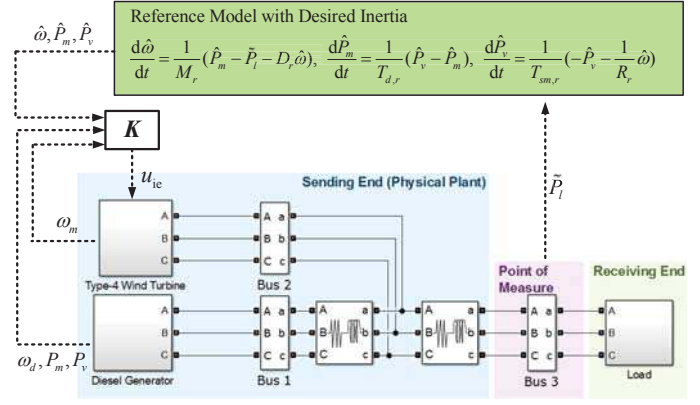 Reference Model with Desired Inertia
ω̂, P̂_m, P̂_v
dω̂/dt = 1/M_r (P̂_m − P̃_l − D_r ω̂), dP̂_m/dt = 1/T_{d,r} (P̂_v − P̂_m), dP̂_v/dt = 1/T_{sm,r} (−P̂_v − 1/R_r ω̂)
K
u_ie
Sending End (Physical Plant)
P̃_l
ω_m
A A a
B B b
C C c
Type-4 Wind Turbine
Bus 2
Point of Measure
Receiving End
A A a A a A a A a A
B B b B b B b B b B
C C c C c C c C c C
ω_d, P_m, P_v
Diesel Generator
Bus 1
Bus 3
Load